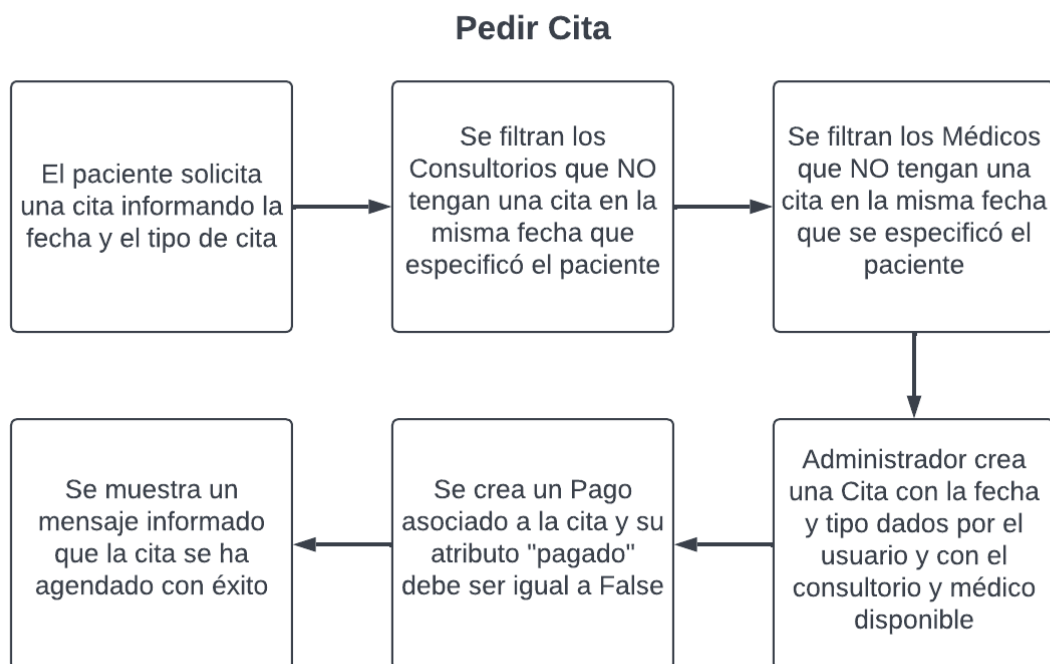 Pedir Cita
El paciente solicita
una cita informando la
fecha y el tipo de cita
Se filtran los
Consultorios que NO
tengan una cita en la
misma fecha que
especificó el paciente
Se filtran los Médicos
que NO tengan una
cita en la misma fecha
que se especificó el
paciente
Administrador crea
una Cita con la fecha
y tipo dados por el
usuario y con el
consultorio y médico
disponible
Se crea un Pago
asociado a la cita y su
atributo "pagado"
debe ser igual a False
Se muestra un
mensaje informado
que la cita se ha
agendado con éxito